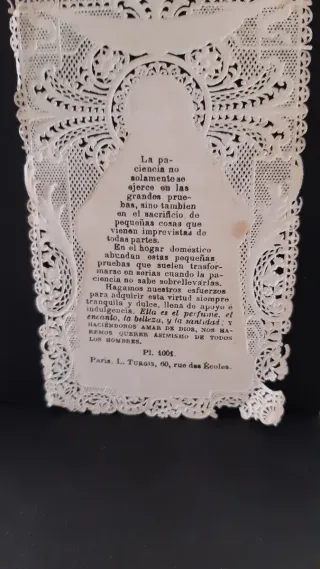 La pa-
ciencia no
solamente se
ejerce en las
grandes prue-
bas, sino tambien
en el sacrificio de
pequeñas cosas que
vienen imprevistas de
todas partes.
En el hogar doméstico
abundan estas pequeñas
pruebas que suelen trasfor-
marse en serias cuando la pa-
ciencia no sabe sobrellevarlas.
Hagamos nuestros esfuerzos
para adquirir esta virtud siempre
tranquila y dulce, llena de apoyo é
indulgencia. Ella es el perfume, el
encanto, la belleza, y la santidad; Y
HACIÉNDONOS AMAR DE DIOS, NOS HA-
REMOS QUERER ASIMISMO DE TODOS
LOS HOMBRES.
Pl. 1001.
Paris. L. TURGIS, 60, rue des Écoles.